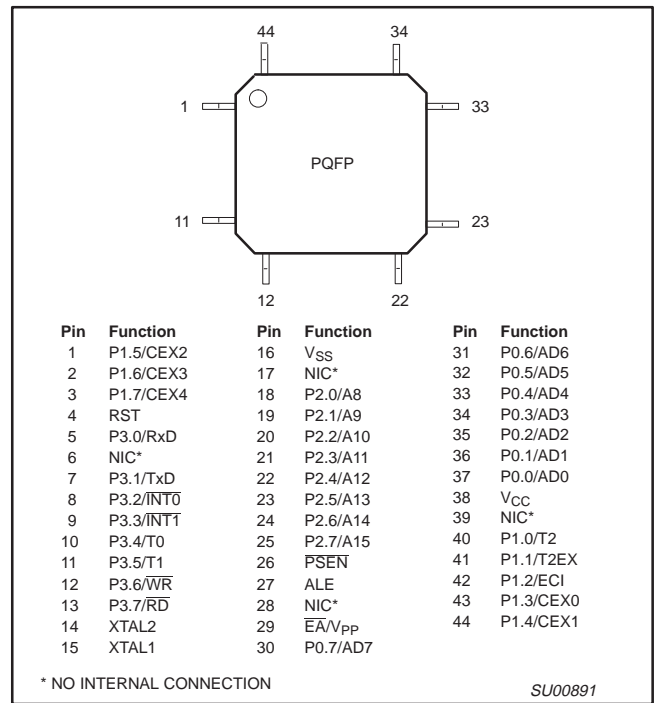 44 34
1 33
PQFP
11 23
12 22
Pin Function Pin Function Pin Function
1 P1.5/CEX2 16 VSS 31 P0.6/AD6
2 P1.6/CEX3 17 NIC* 32 P0.5/AD5
3 P1.7/CEX4 18 P2.0/A8 33 P0.4/AD4
4 RST 19 P2.1/A9 34 P0.3/AD3
5 P3.0/RxD 20 P2.2/A10 35 P0.2/AD2
6 NIC* 21 P2.3/A11 36 P0.1/AD1
7 P3.1/TxD 22 P2.4/A12 37 P0.0/AD0
8 P3.2/INT0 23 P2.5/A13 38 VCC
9 P3.3/INT1 24 P2.6/A14 39 NIC*
10 P3.4/T0 25 P2.7/A15 40 P1.0/T2
11 P3.5/T1 26 PSEN 41 P1.1/T2EX
12 P3.6/WR 27 ALE 42 P1.2/ECI
13 P3.7/RD 28 NIC* 43 P1.3/CEX0
14 XTAL2 29 EA/VPP 44 P1.4/CEX1
15 XTAL1 30 P0.7/AD7
* NO INTERNAL CONNECTION
SU00891